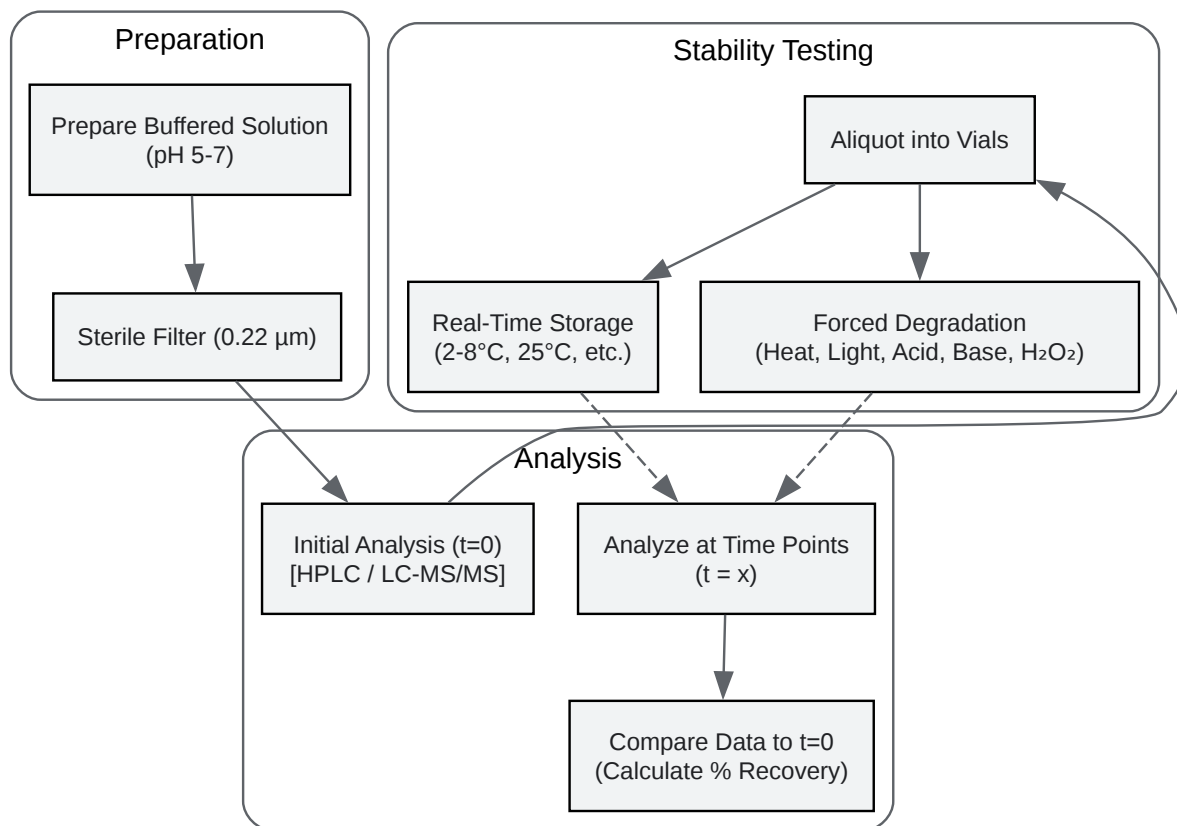 Preparation
Prepare Buffered Solution
(pH 5-7)
Sterile Filter (0.22 µm)
Stability Testing
Aliquot into Vials
Real-Time Storage
(2-8°C, 25°C, etc.)
Forced Degradation
(Heat, Light, Acid, Base, H₂O₂)
Analysis
Initial Analysis (t=0)
[HPLC / LC-MS/MS]
Analyze at Time Points
(t = x)
Compare Data to t=0
(Calculate % Recovery)